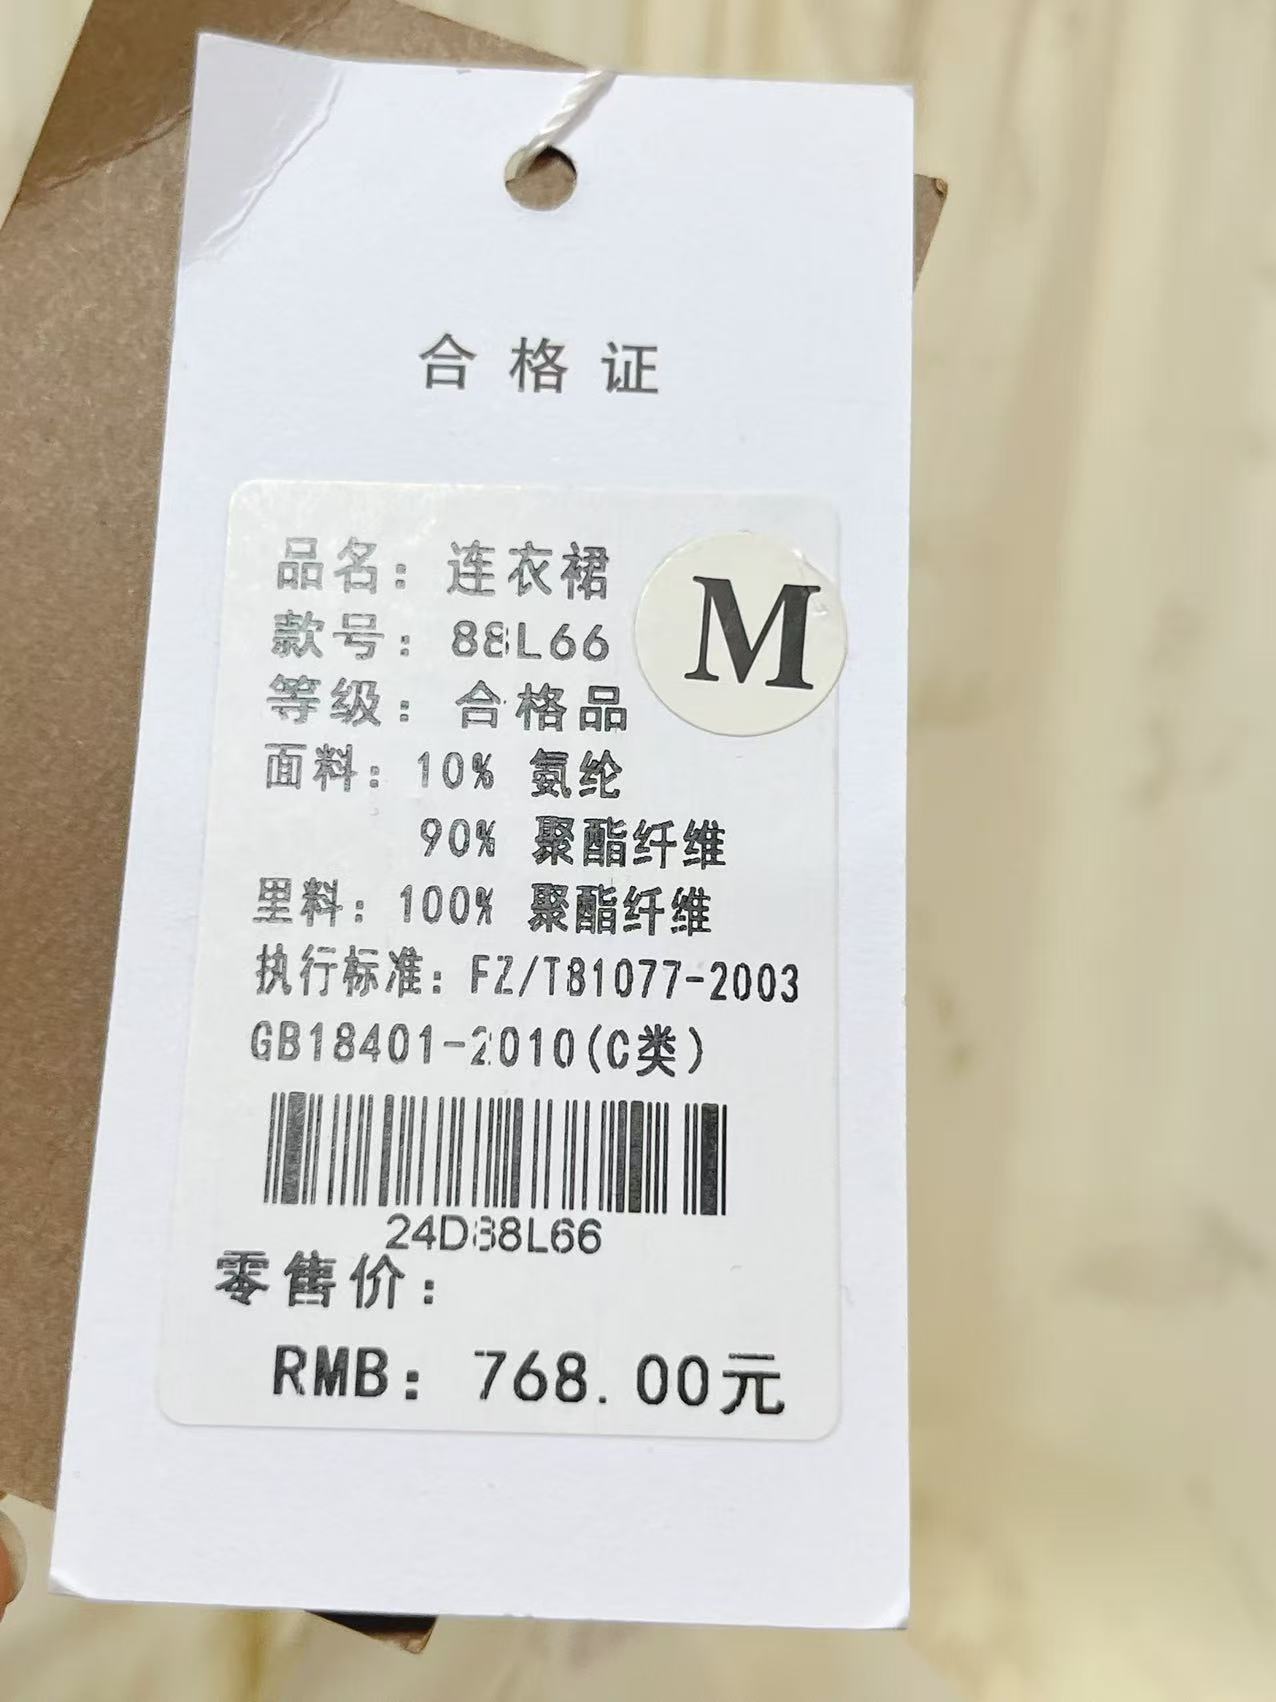 合格证
品名：连衣裙
M
款号：88L66
等级：合格品
面料：10% 氨纶
90% 聚酯纤维
里料：100% 聚酯纤维
执行标准：FZ/T81077-2003
GB18401-2010(C类)
24D88L66
零售价：
RMB：768.00元